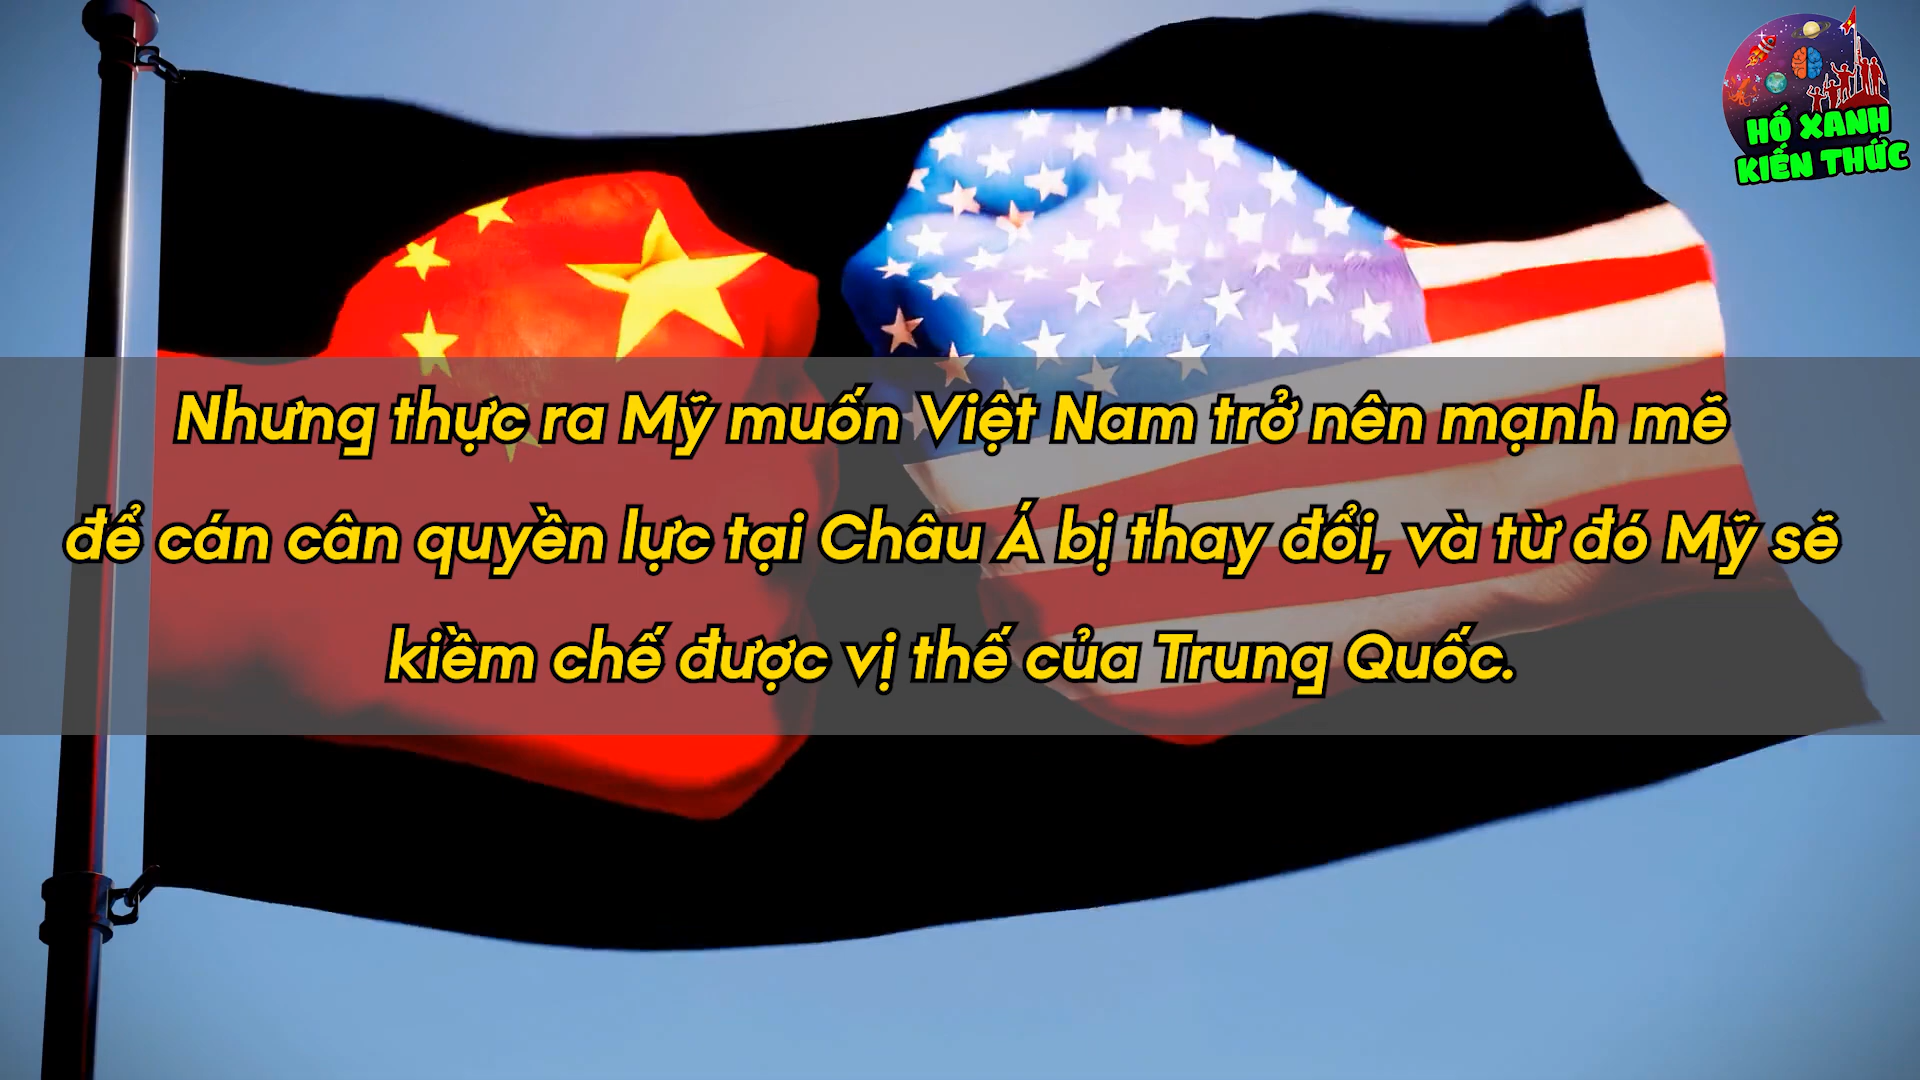 HỐ XANH
KIẾN THỨC
Nhưng thực ra Mỹ muốn Việt Nam trở nên mạnh mẽ
để cán cân quyền lực tại Châu Á bị thay đổi, và từ đó Mỹ sẽ
kiềm chế được vị thế của Trung Quốc.